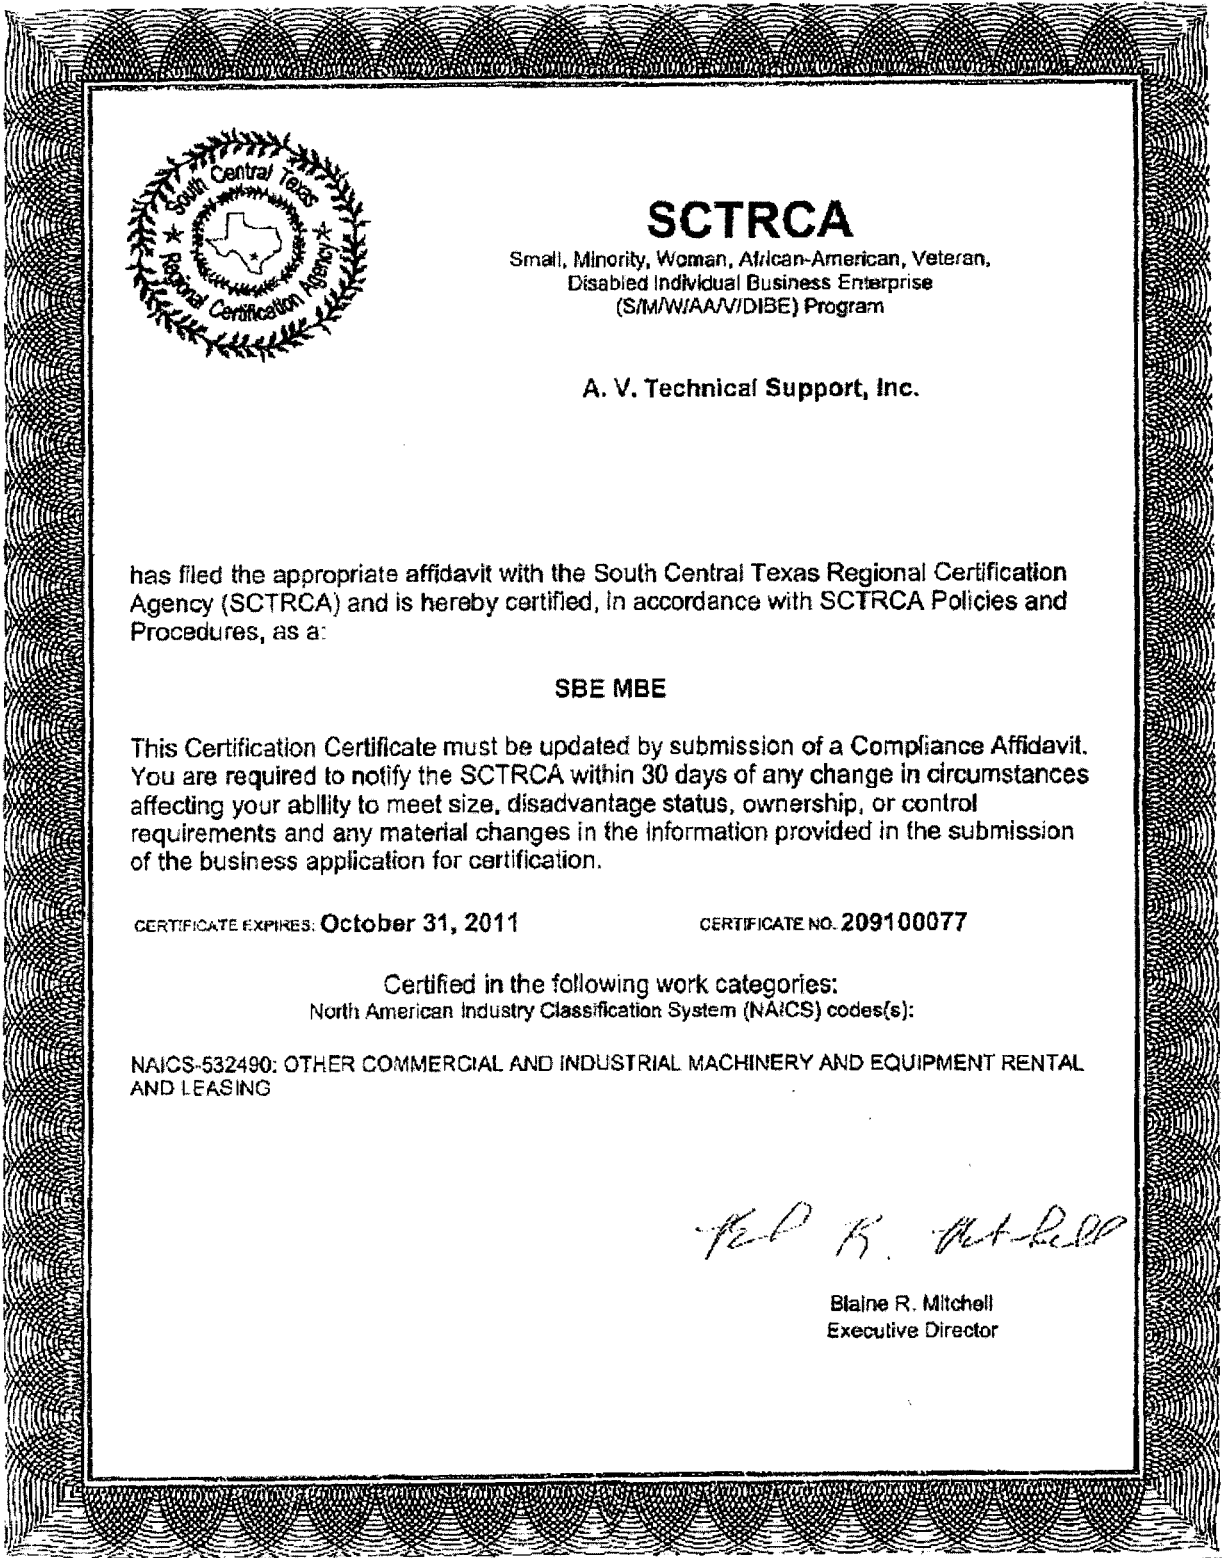 South Central Texas
★ Regional Certification Agency ★
SCTRCA
Small, Minority, Woman, African-American, Veteran,
Disabled Individual Business Enterprise
(S/M/W/AA/V/DIBE) Program
A. V. Technical Support, Inc.
has filed the appropriate affidavit with the South Central Texas Regional Certification
Agency (SCTRCA) and is hereby certified, in accordance with SCTRCA Policies and
Procedures, as a:
SBE MBE
This Certification Certificate must be updated by submission of a Compliance Affidavit.
You are required to notify the SCTRCA within 30 days of any change in circumstances
affecting your ability to meet size, disadvantage status, ownership, or control
requirements and any material changes in the information provided in the submission
of the business application for certification.
CERTIFICATE EXPIRES: October 31, 2011 CERTIFICATE NO. 209100077
Certified in the following work categories:
North American Industry Classification System (NAICS) codes(s):
NAICS-532490: OTHER COMMERCIAL AND INDUSTRIAL MACHINERY AND EQUIPMENT RENTAL
AND LEASING
R. Mitchell
Blaine R. Mitchell
Executive Director